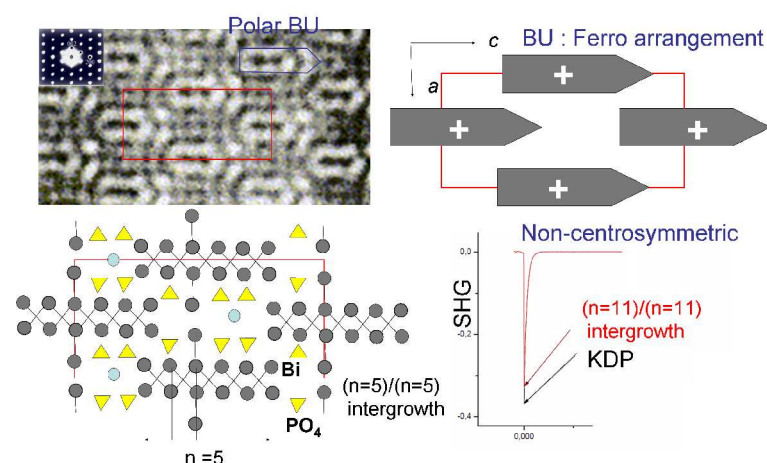 Polar BU
c
BU : Ferro arrangement
a
+
+
+
+
Non-centrosymmetric
0,0
-0,2
-0,4
SHG
(n=11)/(n=11)
intergrowth
KDP
0,000
Bi
(n=5)/(n=5)
intergrowth
PO4
n =5